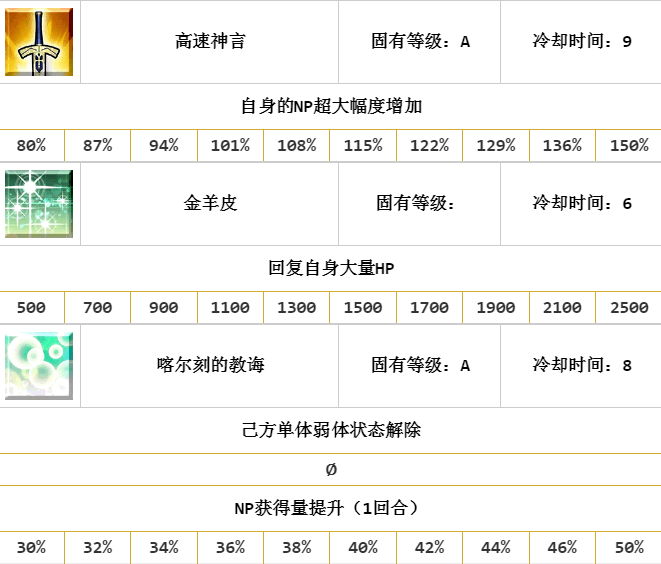 高速神言 固有等级：A 冷却时间：9
自身的NP超大幅度增加
80% 87% 94% 101% 108% 115% 122% 129% 136% 150%
金羊皮 固有等级： 冷却时间：6
回复自身大量HP
500 700 900 1100 1300 1500 1700 1900 2100 2500
喀尔刻的教诲 固有等级：A 冷却时间：8
己方单体弱体状态解除
Ø
NP获得量提升（1回合）
30% 32% 34% 36% 38% 40% 42% 44% 46% 50%